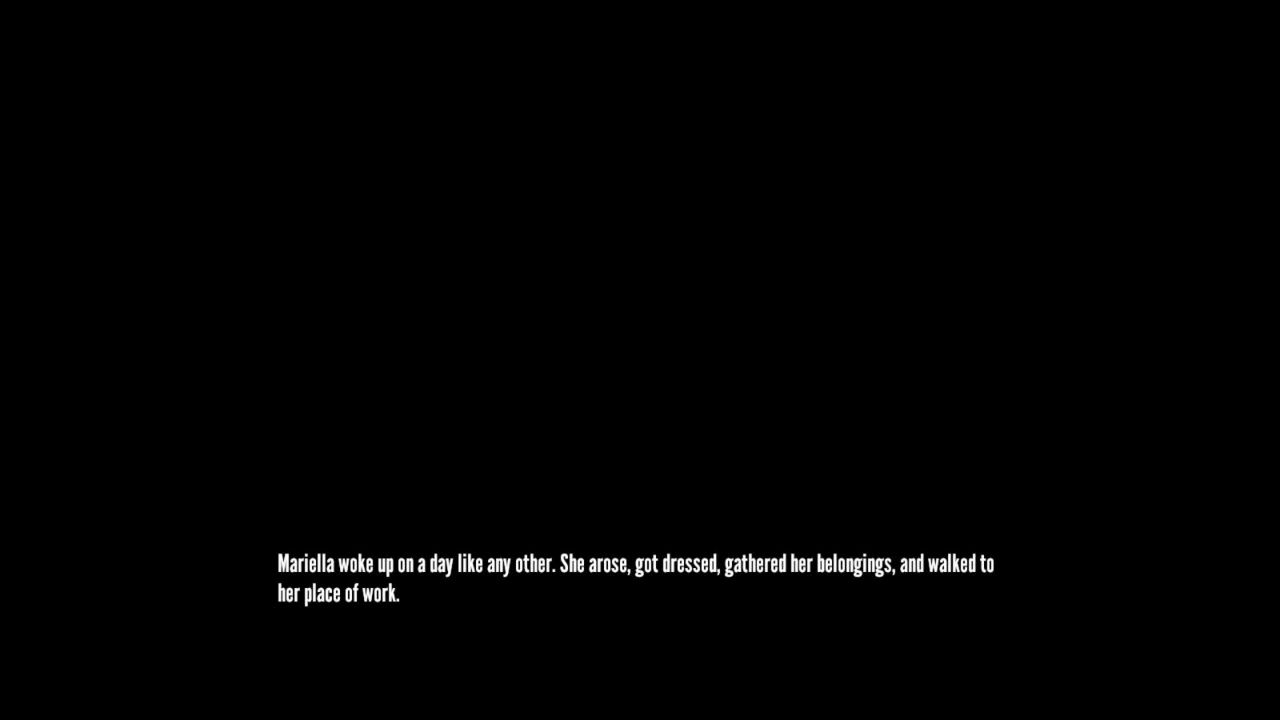 Mariella woke up on a day like any other. She arose, got dressed, gathered her belongings, and walked to
her place of work.